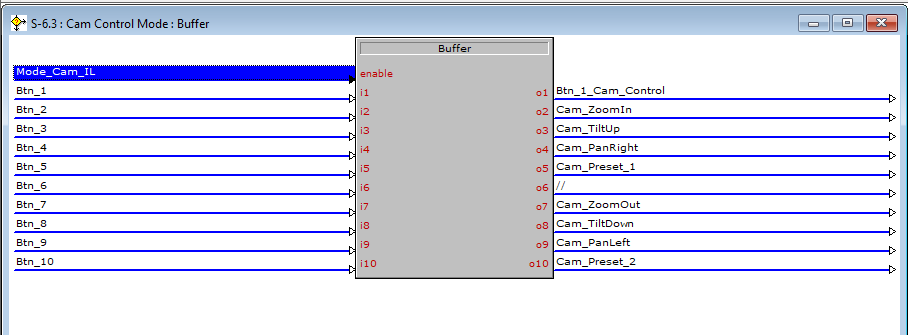 S-6.3 : Cam Control Mode : Buffer
Buffer
Mode_Cam_IL enable
Btn_1 i1 o1 Btn_1_Cam_Control
Btn_2 i2 o2 Cam_ZoomIn
Btn_3 i3 o3 Cam_TiltUp
Btn_4 i4 o4 Cam_PanRight
Btn_5 i5 o5 Cam_Preset_1
Btn_6 i6 o6 //
Btn_7 i7 o7 Cam_ZoomOut
Btn_8 i8 o8 Cam_TiltDown
Btn_9 i9 o9 Cam_PanLeft
Btn_10 i10 o10 Cam_Preset_2